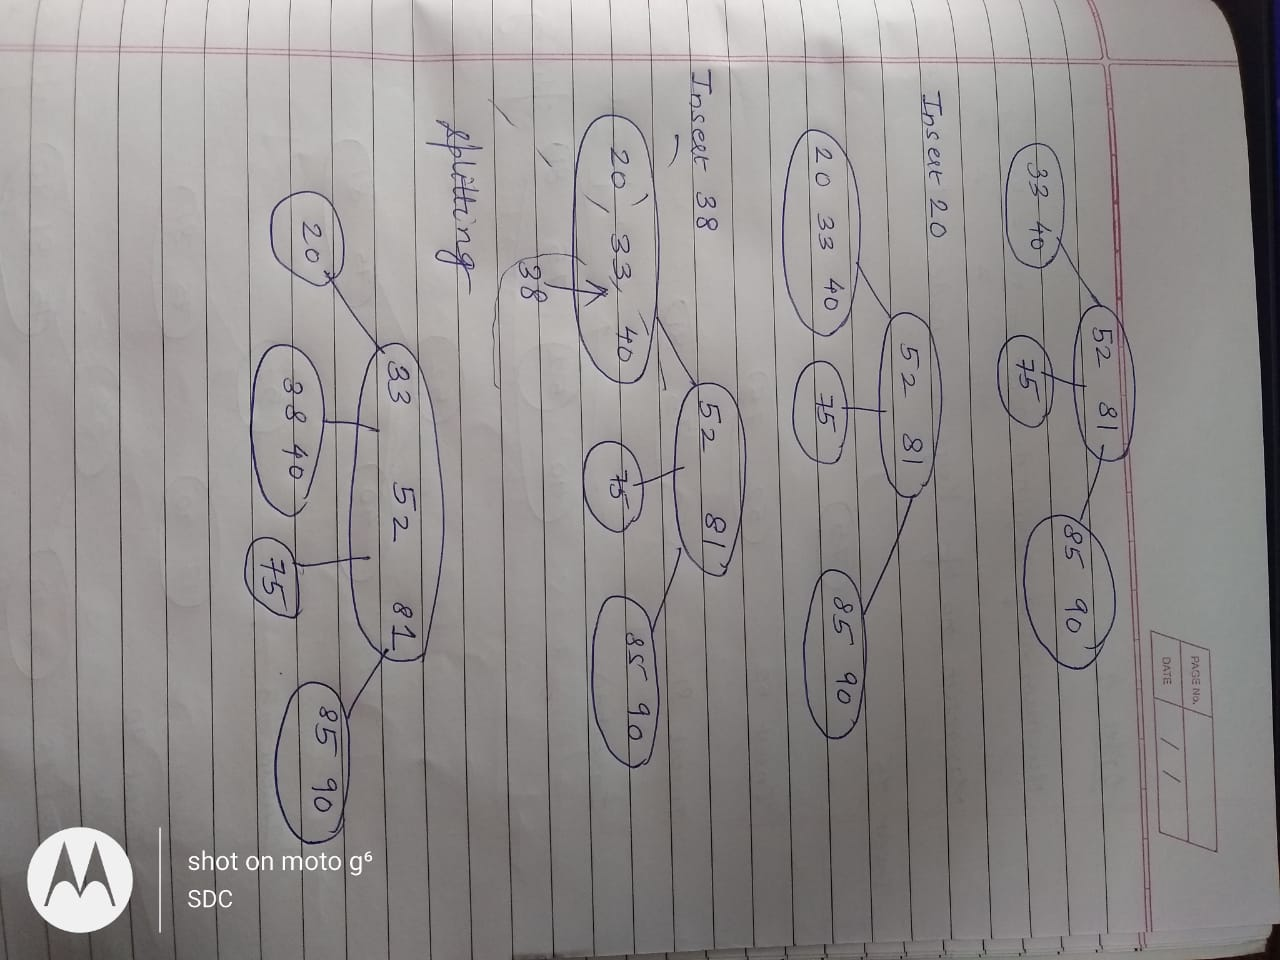 PAGE No.
DATE / /
52 81
33 40 75 85 90
Insert 20
52 81
20 33 40 75 85 90
Insert 38
52 81
20, 33, 40 75 85 90
38
splitting
33 52 81
20 38 40 75 85 90
shot on moto g⁶
SDC